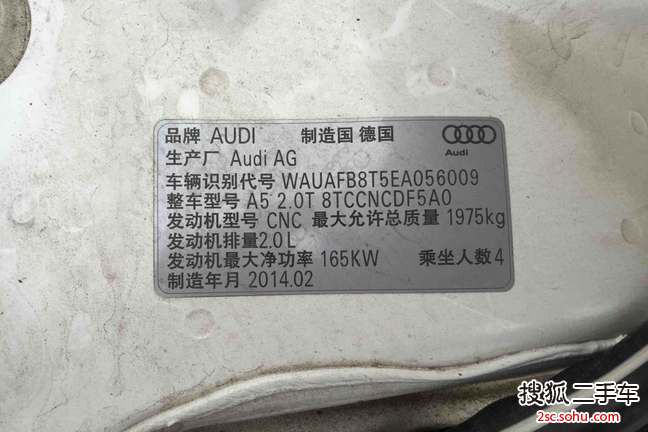 品牌 AUDI 制造国 德国
Audi
生产厂 Audi AG
车辆识别代号 WAUAFB8T5EA056009
整车型号 A5 2.0T 8TCCNCDF5A0
发动机型号 CNC 最大允许总质量 1975kg
发动机排量2.0L
发动机最大净功率 165KW 乘坐人数4
制造年月 2014.02
搜狐二手车
2sc.sohu.com